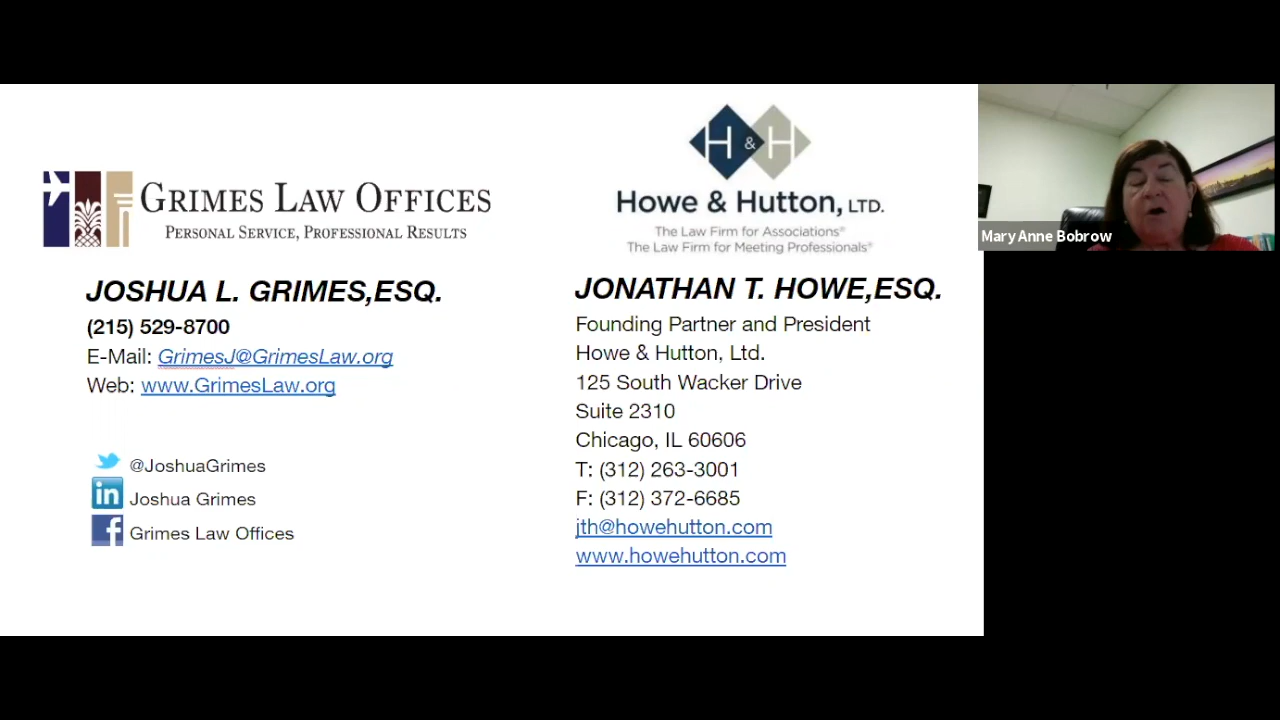 GRIMES LAW OFFICES
PERSONAL SERVICE, PROFESSIONAL RESULTS
JOSHUA L. GRIMES,ESQ.
(215) 529-8700
E-Mail: GrimesJ@GrimesLaw.org
Web: www.GrimesLaw.org
@JoshuaGrimes
in Joshua Grimes
f Grimes Law Offices
H & H
Howe & Hutton, LTD.
The Law Firm for Associations®
The Law Firm for Meeting Professionals®
JONATHAN T. HOWE,ESQ.
Founding Partner and President
Howe & Hutton, Ltd.
125 South Wacker Drive
Suite 2310
Chicago, IL 60606
T: (312) 263-3001
F: (312) 372-6685
jth@howehutton.com
www.howehutton.com
Mary Anne Bobrow